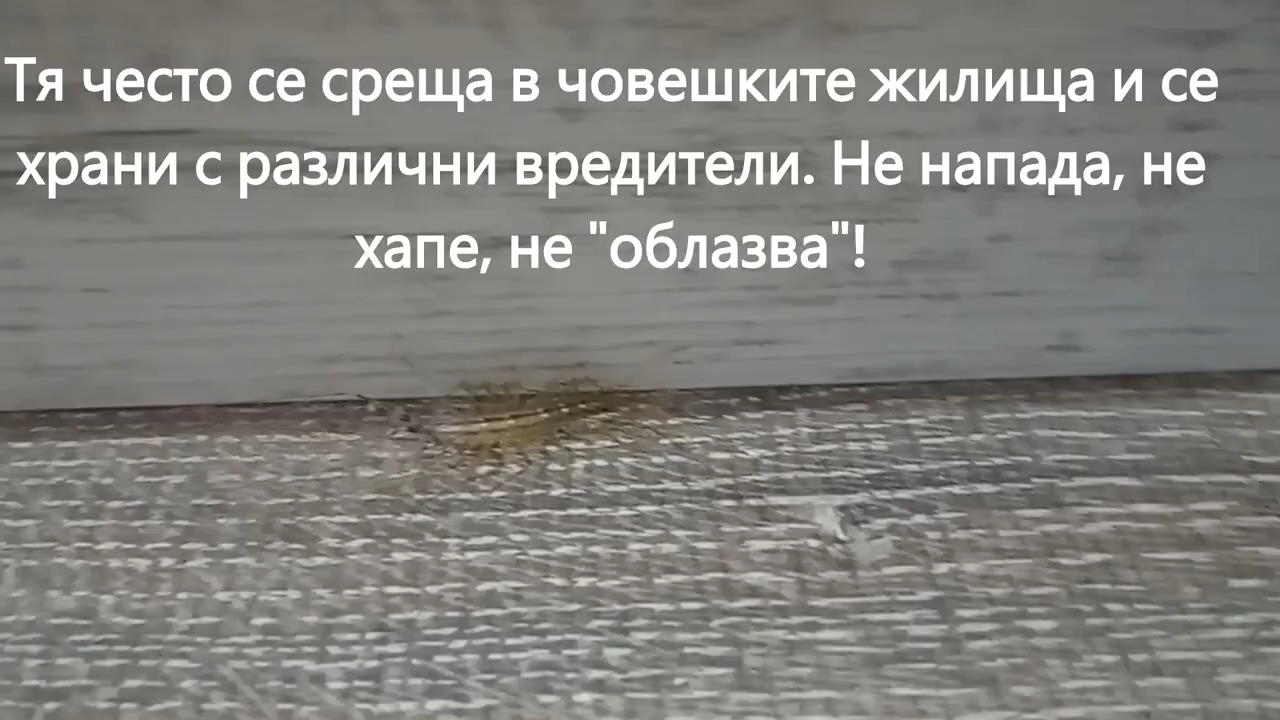 Тя често се среща в човешките жилища и се
храни с различни вредители. Не напада, не
хапе, не "облазва"!